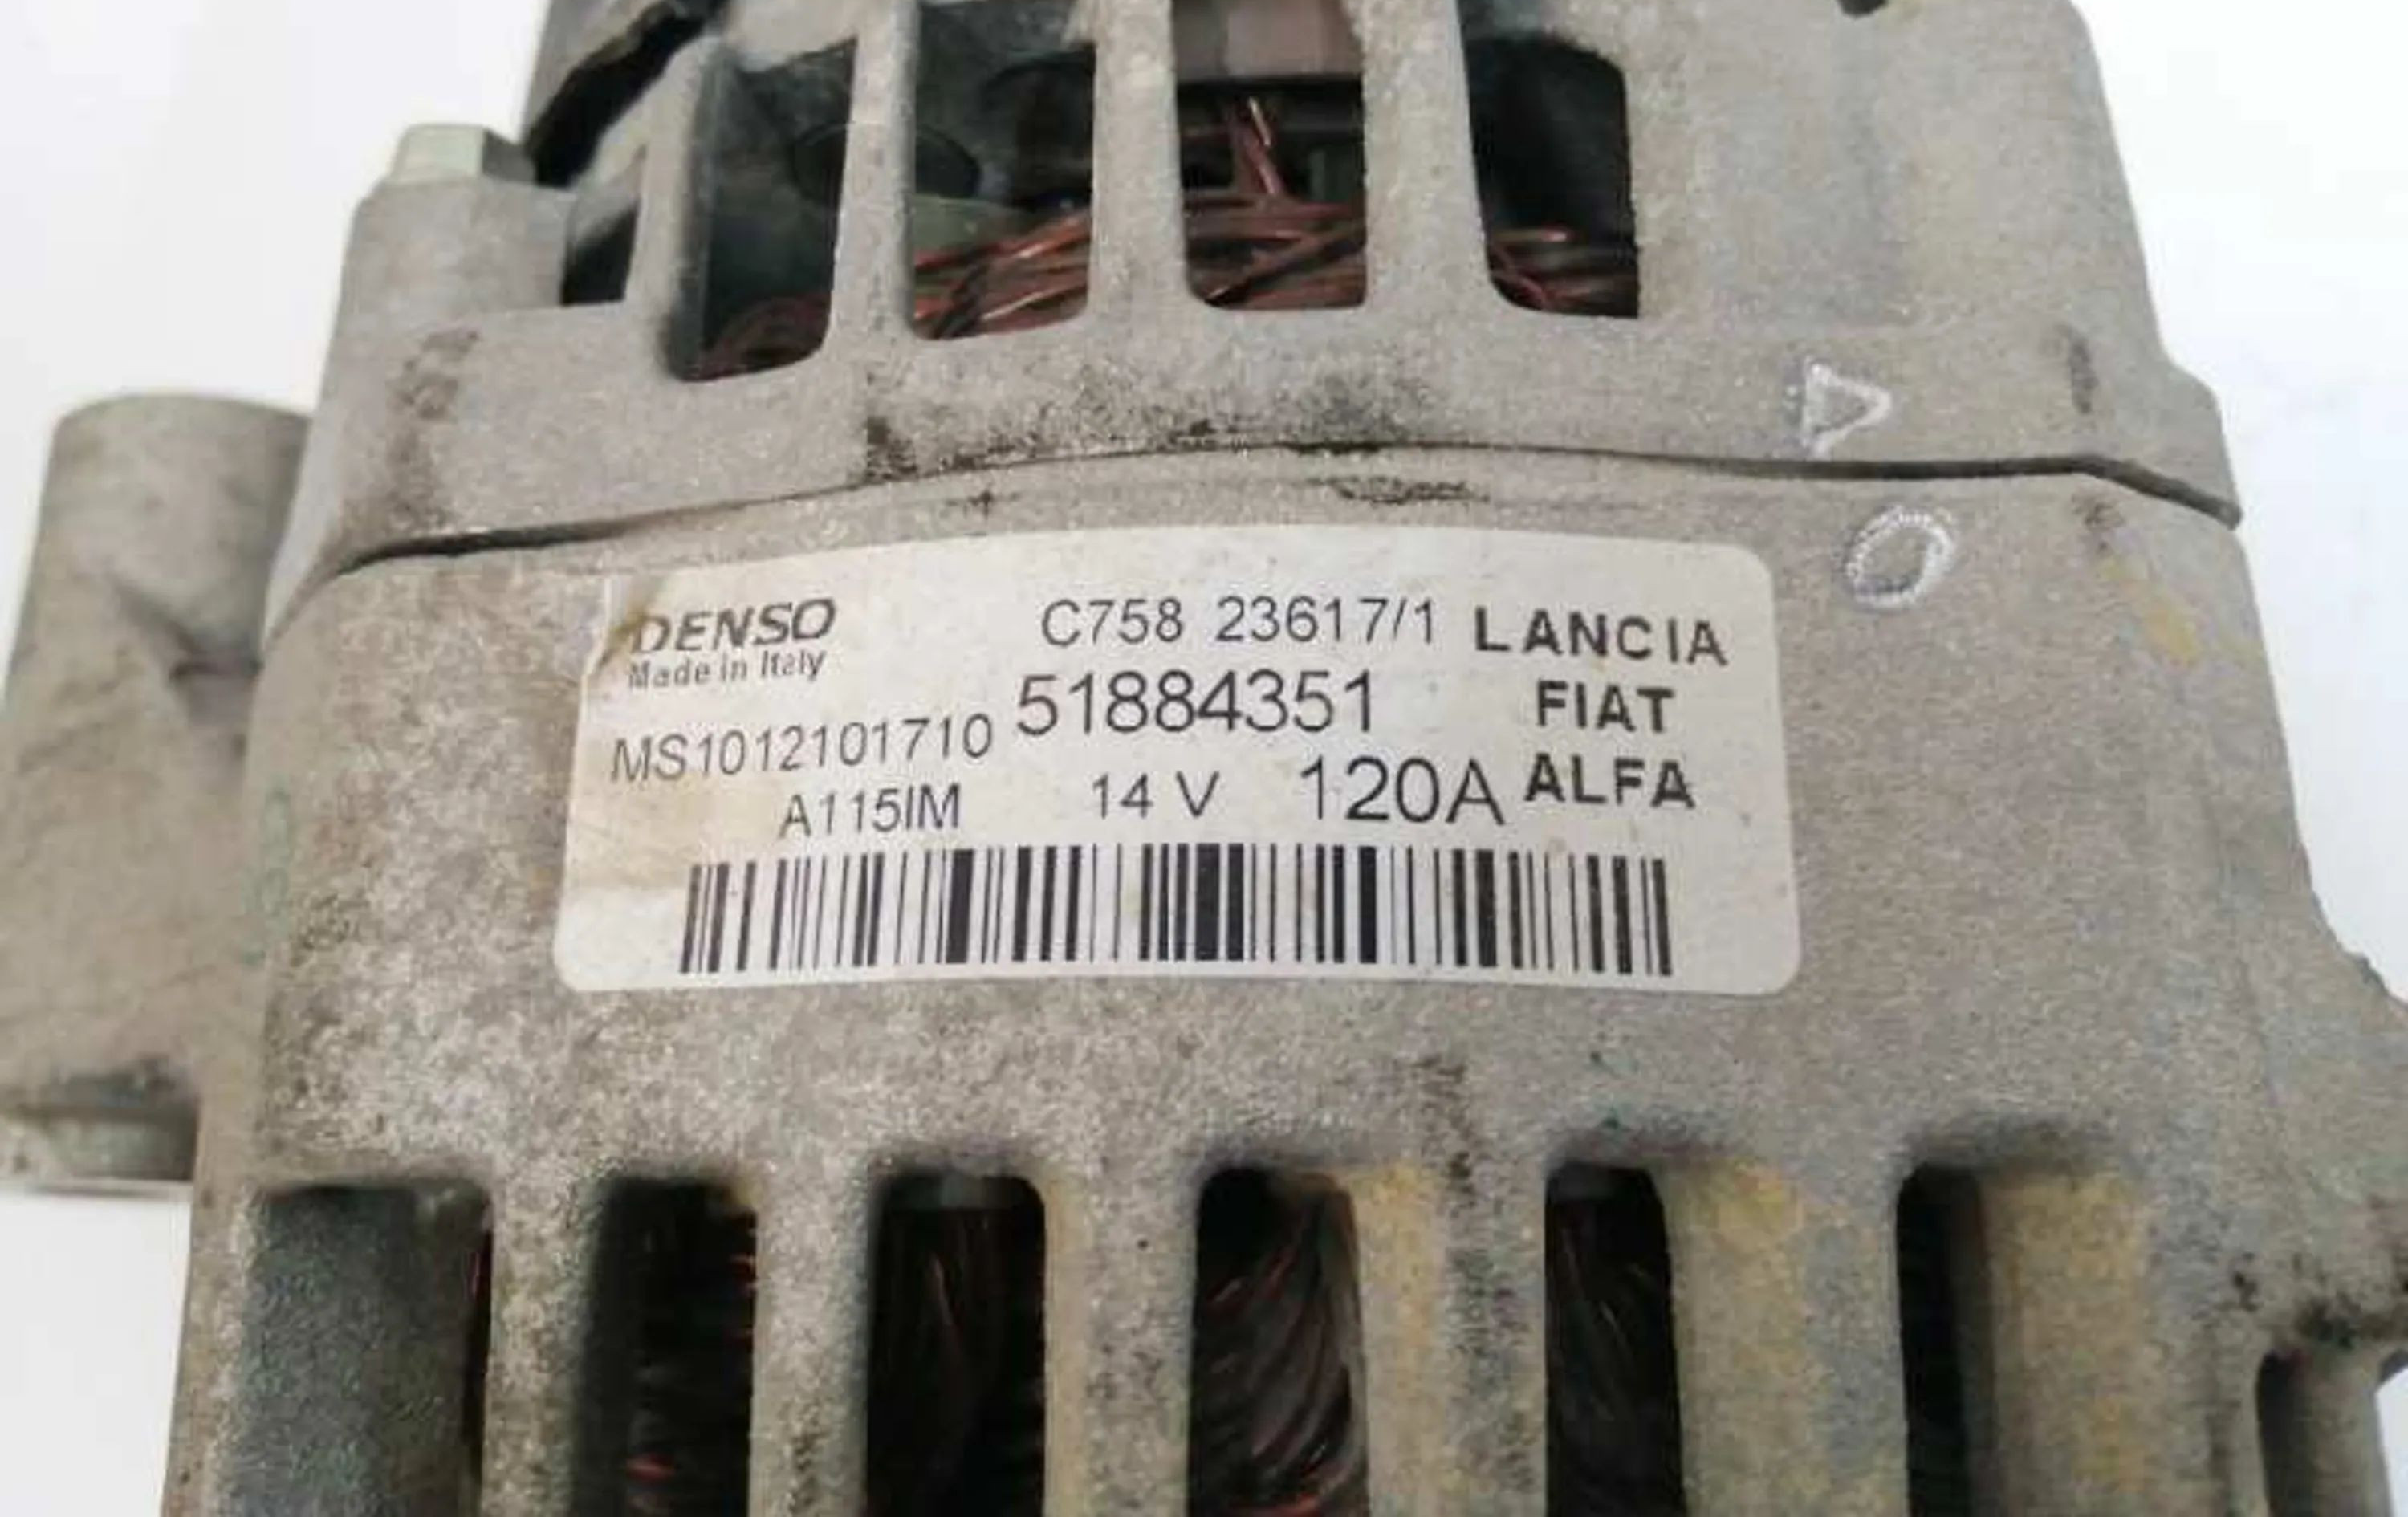 DENSO C758 23617/1 LANCIA
Made in Italy
MS1012101710 51884351 FIAT
A115IM 14 V 120A ALFA